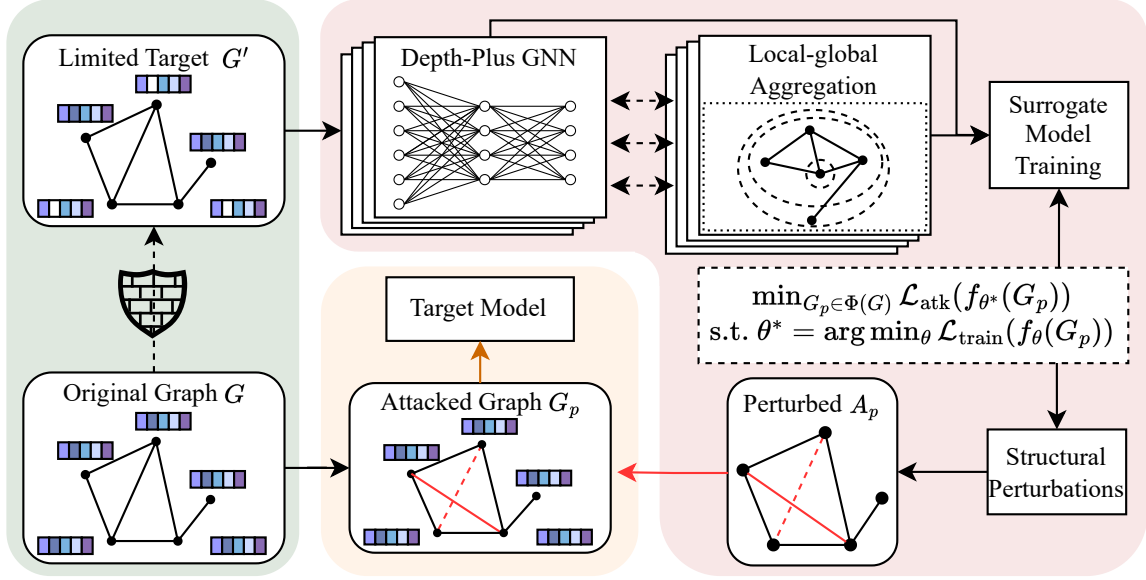 Limited Target G′
Depth-Plus GNN
Local-global
Aggregation
Surrogate
Model
Training
Target Model
min_{G_p∈Φ(G)} ℒ_atk(f_{θ*}(G_p))
s.t. θ* = arg min_θ ℒ_train(f_θ(G_p))
Original Graph G
Attacked Graph G_p
Perturbed A_p
Structural
Perturbations